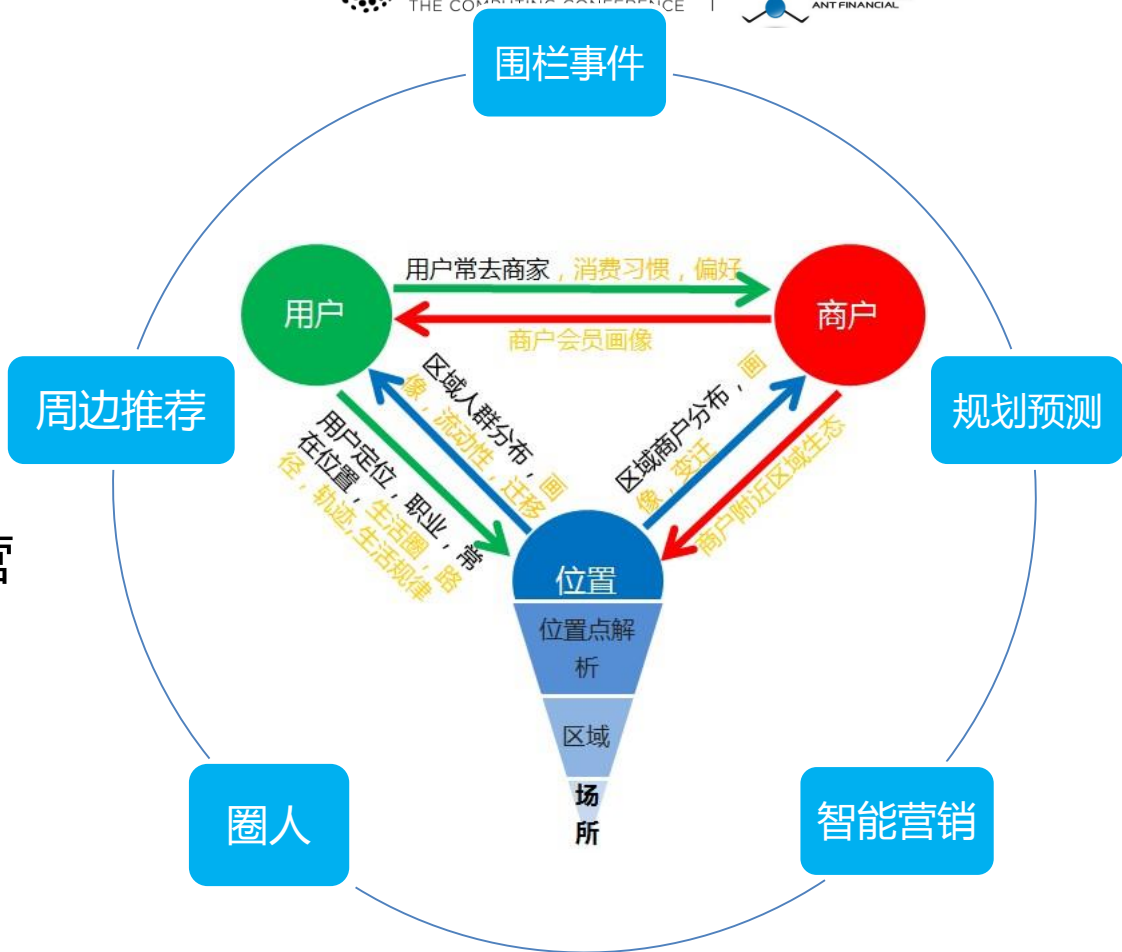 THE COMPUTING CONFERENCE
ANT FINANCIAL
围栏事件
用户
用户常去商家，消费习惯，偏好
商户会员画像
商户
周边推荐
规划预测
区域人群分布，画
像，流动性，迁移
用户定位，职业，常
在位置，生活圈，路
径，轨迹,生活规律
区域商户分布，画
像，变迁
商户附近区域生态
营
位置
位置点解
析
区域
场
所
圈人
智能营销